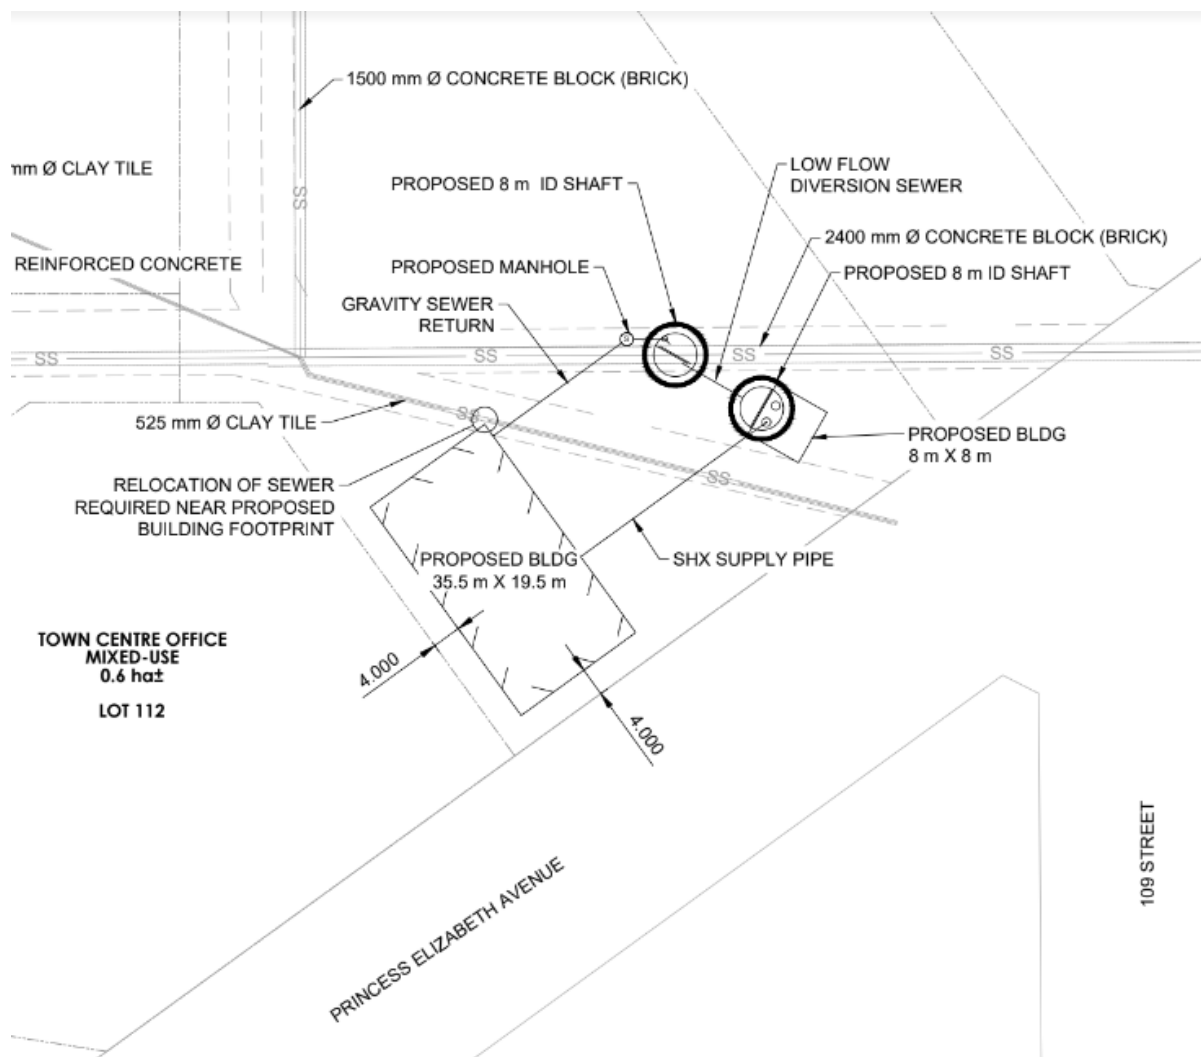 1500 mm Ø CONCRETE BLOCK (BRICK)
mm Ø CLAY TILE
PROPOSED 8 m ID SHAFT
LOW FLOW
DIVERSION SEWER
SS
2400 mm Ø CONCRETE BLOCK (BRICK)
REINFORCED CONCRETE
PROPOSED MANHOLE
PROPOSED 8 m ID SHAFT
GRAVITY SEWER
RETURN
SS
SS
SS
SS
525 mm Ø CLAY TILE
SS
PROPOSED BLDG
8 m X 8 m
RELOCATION OF SEWER
REQUIRED NEAR PROPOSED
BUILDING FOOTPRINT
SS
PROPOSED BLDG
35.5 m X 19.5 m
SHX SUPPLY PIPE
TOWN CENTRE OFFICE
MIXED-USE
0.6 ha±
LOT 112
4.000
4.000
PRINCESS ELIZABETH AVENUE
109 STREET